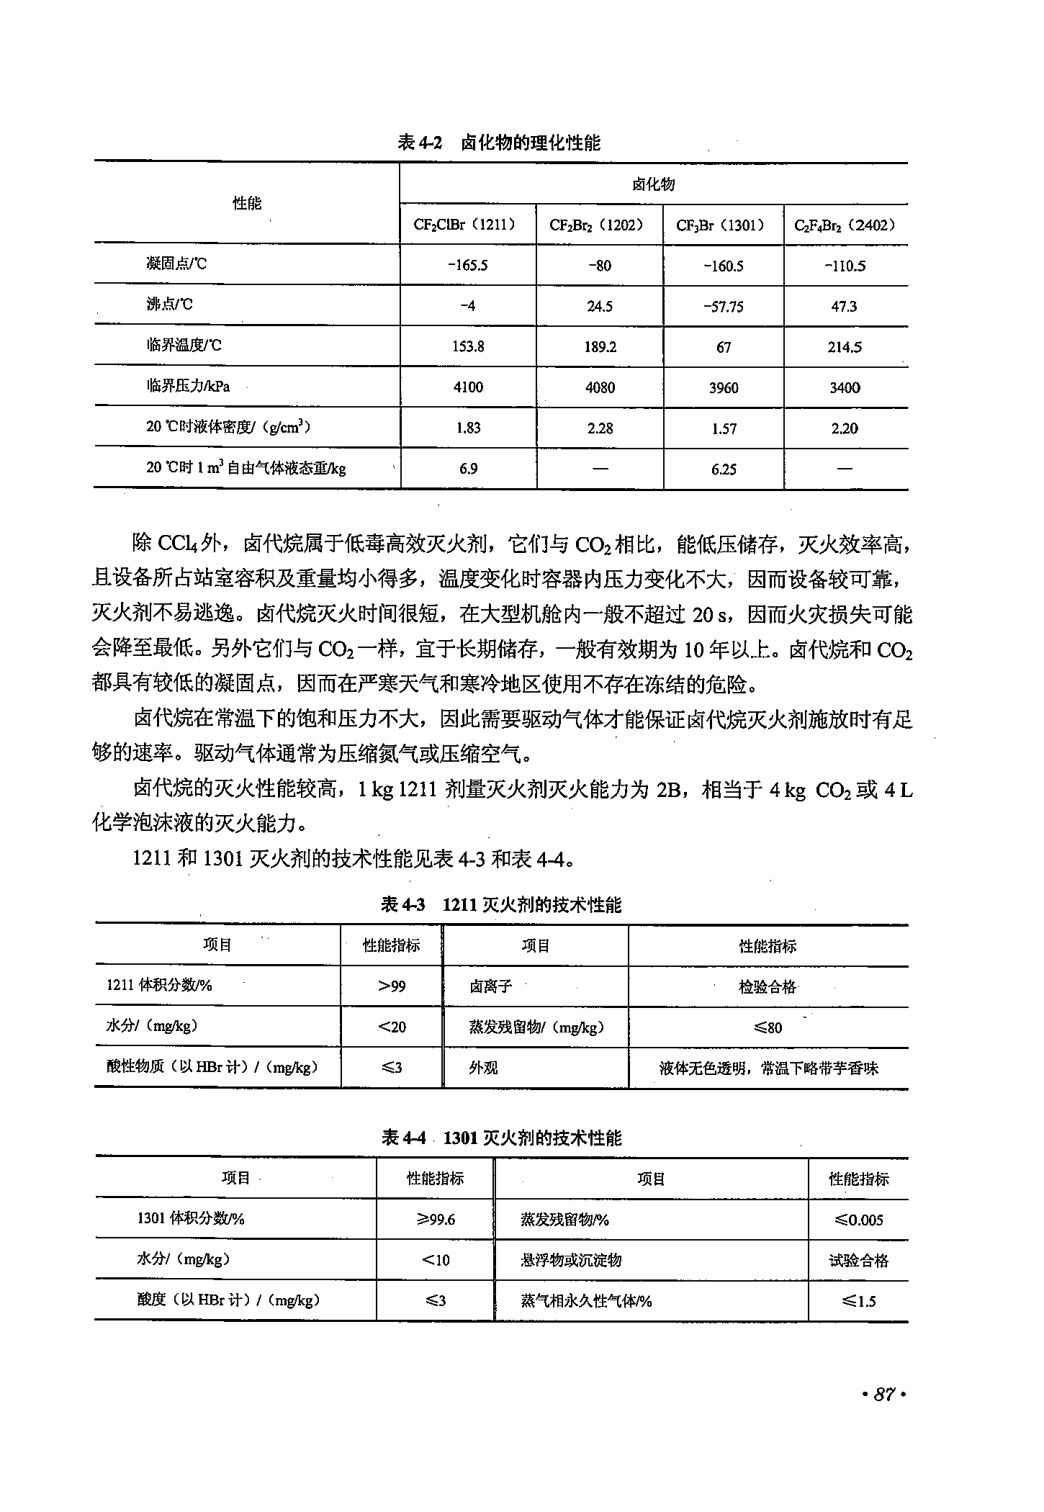 表 4-2 卤化物的理化性能
性能 卤化物
CF₂ClBr（1211） CF₂Br₂（1202） CF₃Br（1301） C₂F₄Br₂（2402）
凝固点/℃ -165.5 -80 -160.5 -110.5
沸点/℃ -4 24.5 -57.75 47.3
临界温度/℃ 153.8 189.2 67 214.5
临界压力/kPa 4100 4080 3960 3400
20 ℃时液体密度/（g/cm³） 1.83 2.28 1.57 2.20
20 ℃时 1 m³ 自由气体液态重/kg 6.9 — 6.25 —
除 CCl₄ 外，卤代烷属于低毒高效灭火剂，它们与 CO₂ 相比，能低压储存，灭火效率高，
且设备所占站室容积及重量均小得多，温度变化时容器内压力变化不大，因而设备较可靠，
灭火剂不易逃逸。卤代烷灭火时间很短，在大型机舱内一般不超过 20 s，因而火灾损失可能
会降至最低。另外它们与 CO₂ 一样，宜于长期储存，一般有效期为 10 年以上。卤代烷和 CO₂
都具有较低的凝固点，因而在严寒天气和寒冷地区使用不存在冻结的危险。
卤代烷在常温下的饱和压力不大，因此需要驱动气体才能保证卤代烷灭火剂施放时有足
够的速率。驱动气体通常为压缩氮气或压缩空气。
卤代烷的灭火性能较高，1 kg 1211 剂量灭火剂灭火能力为 2B，相当于 4 kg CO₂ 或 4 L
化学泡沫液的灭火能力。
1211 和 1301 灭火剂的技术性能见表 4-3 和表 4-4。
表 4-3 1211 灭火剂的技术性能
项目 性能指标 项目 性能指标
1211 体积分数/% >99 卤离子 检验合格
水分/（mg/kg） <20 蒸发残留物/（mg/kg） ≤80
酸性物质（以 HBr 计）/（mg/kg） ≤3 外观 液体无色透明，常温下略带芋香味
表 4-4 1301 灭火剂的技术性能
项目 性能指标 项目 性能指标
1301 体积分数/% ≥99.6 蒸发残留物/% ≤0.005
水分/（mg/kg） <10 悬浮物或沉淀物 试验合格
酸度（以 HBr 计）/（mg/kg） ≤3 蒸气相永久性气体/% ≤1.5
·87·